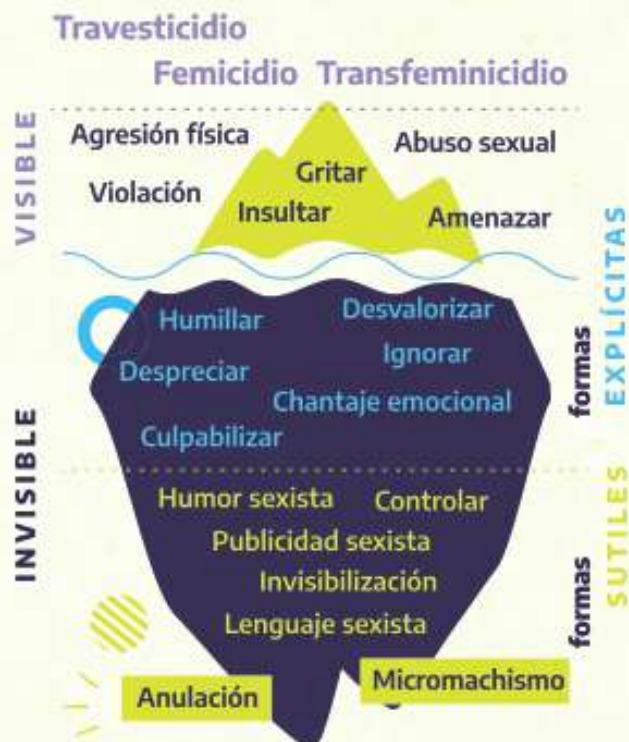 Travesticidio
Femicidio Transfeminicidio
VISIBLE
Agresión física
Abuso sexual
Gritar
Violación
Insultar
Amenazar
EXPLÍCITAS
formas
Humillar
Desvalorizar
Ignorar
Despreciar
Chantaje emocional
Culpabilizar
INVISIBLE
Humor sexista
Controlar
Publicidad sexista
Invisibilización
Lenguaje sexista
SUTILES
formas
Anulación
Micromachismo